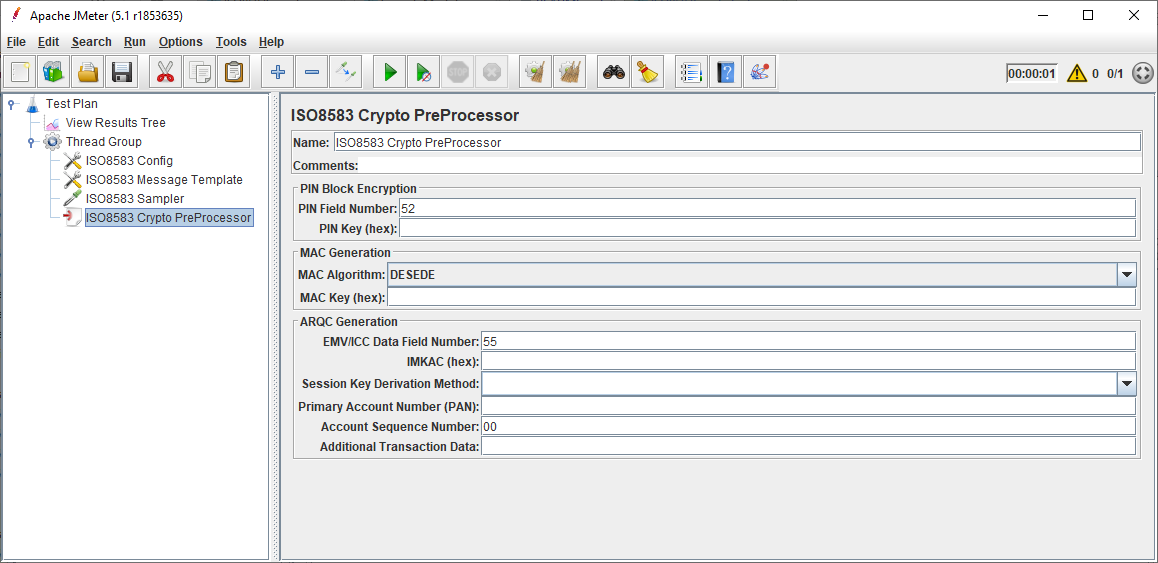 Apache JMeter (5.1 r1853635)
File Edit Search Run Options Tools Help
STOP
00:00:01 0 0/1
Test Plan
View Results Tree
Thread Group
ISO8583 Config
ISO8583 Message Template
ISO8583 Sampler
ISO8583 Crypto PreProcessor
ISO8583 Crypto PreProcessor
Name: ISO8583 Crypto PreProcessor
Comments:
PIN Block Encryption
PIN Field Number: 52
PIN Key (hex):
MAC Generation
MAC Algorithm: DESEDE
MAC Key (hex):
ARQC Generation
EMV/ICC Data Field Number: 55
IMKAC (hex):
Session Key Derivation Method:
Primary Account Number (PAN):
Account Sequence Number: 00
Additional Transaction Data: